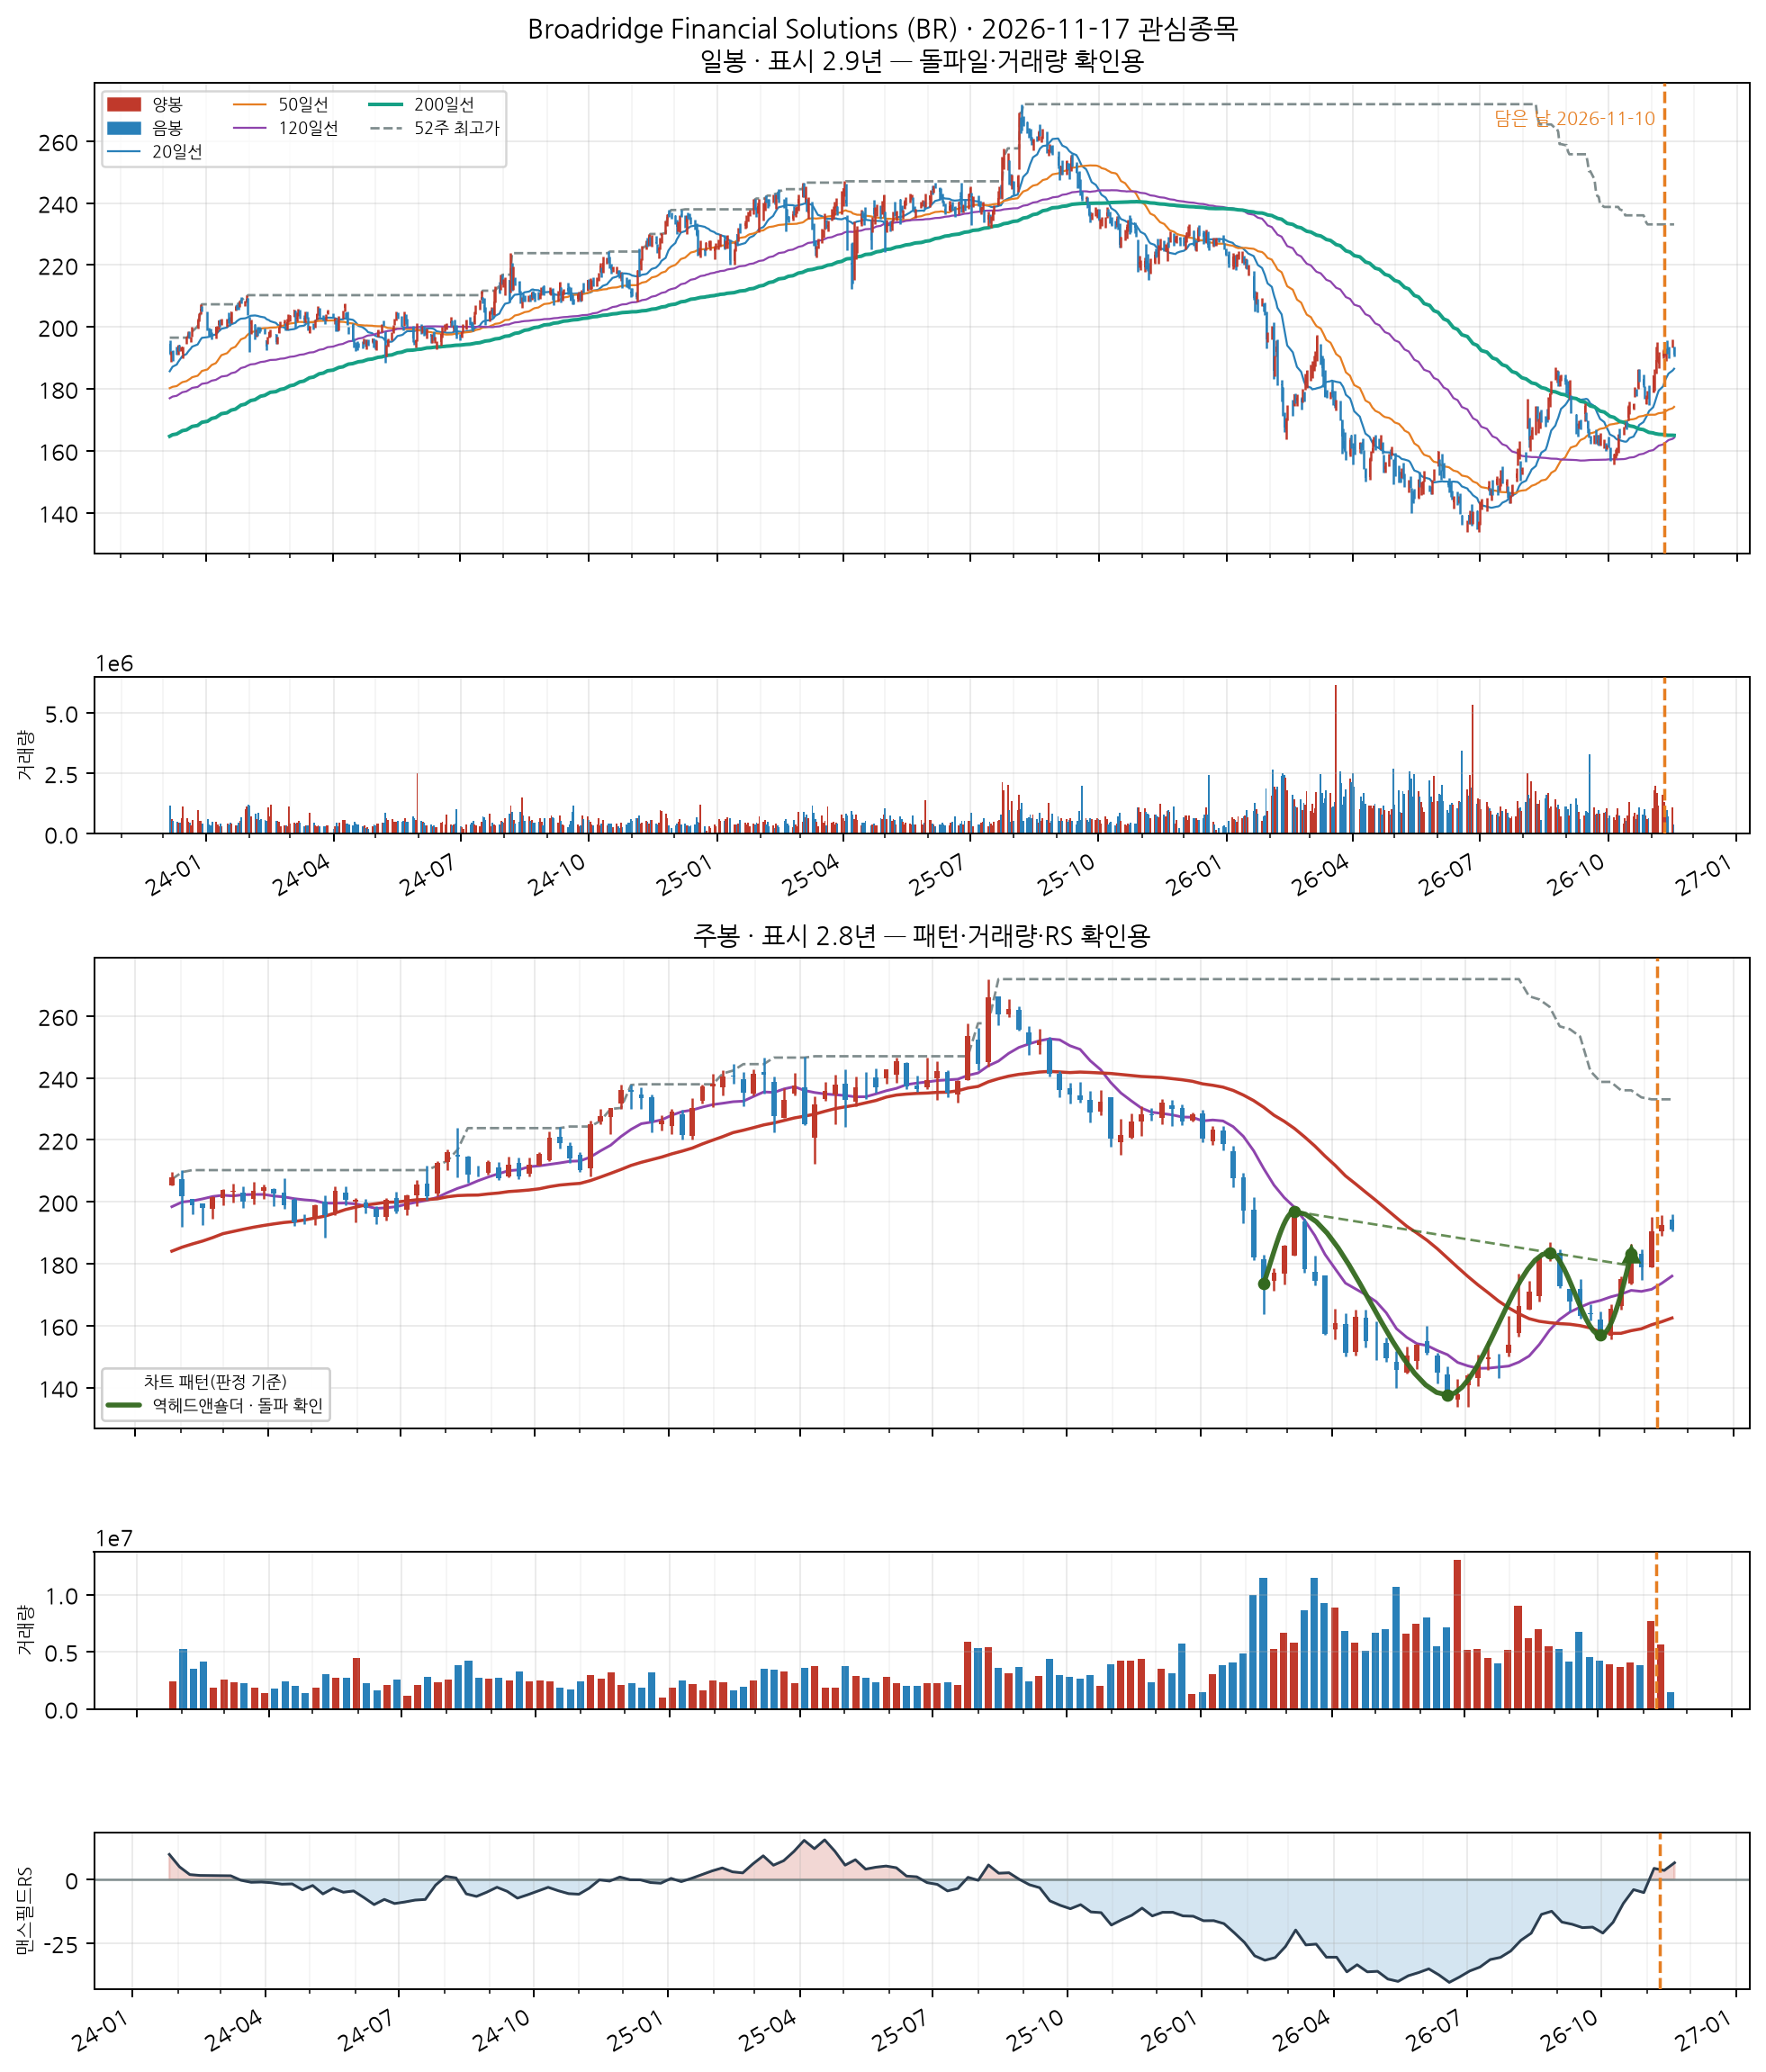 Broadridge Financial Solutions (BR) · 2026-11-17 관심종목
일봉 · 표시 2.9년 — 돌파일·거래량 확인용
양봉
음봉
20일선
50일선
120일선
200일선
52주 최고가
담은 날 2026-11-10
260
240
220
200
180
160
140
1e6
거래량
5.0
2.5
0.0
24-01
24-04
24-07
24-10
25-01
25-04
25-07
25-10
26-01
26-04
26-07
26-10
27-01
주봉 · 표시 2.8년 — 패턴·거래량·RS 확인용
260
240
220
200
180
160
140
차트 패턴(판정 기준)
역헤드앤숄더 · 돌파 확인
1e7
거래량
1.0
0.5
0.0
맨스필드RS
0
-25
24-01
24-04
24-07
24-10
25-01
25-04
25-07
25-10
26-01
26-04
26-07
26-10
27-01